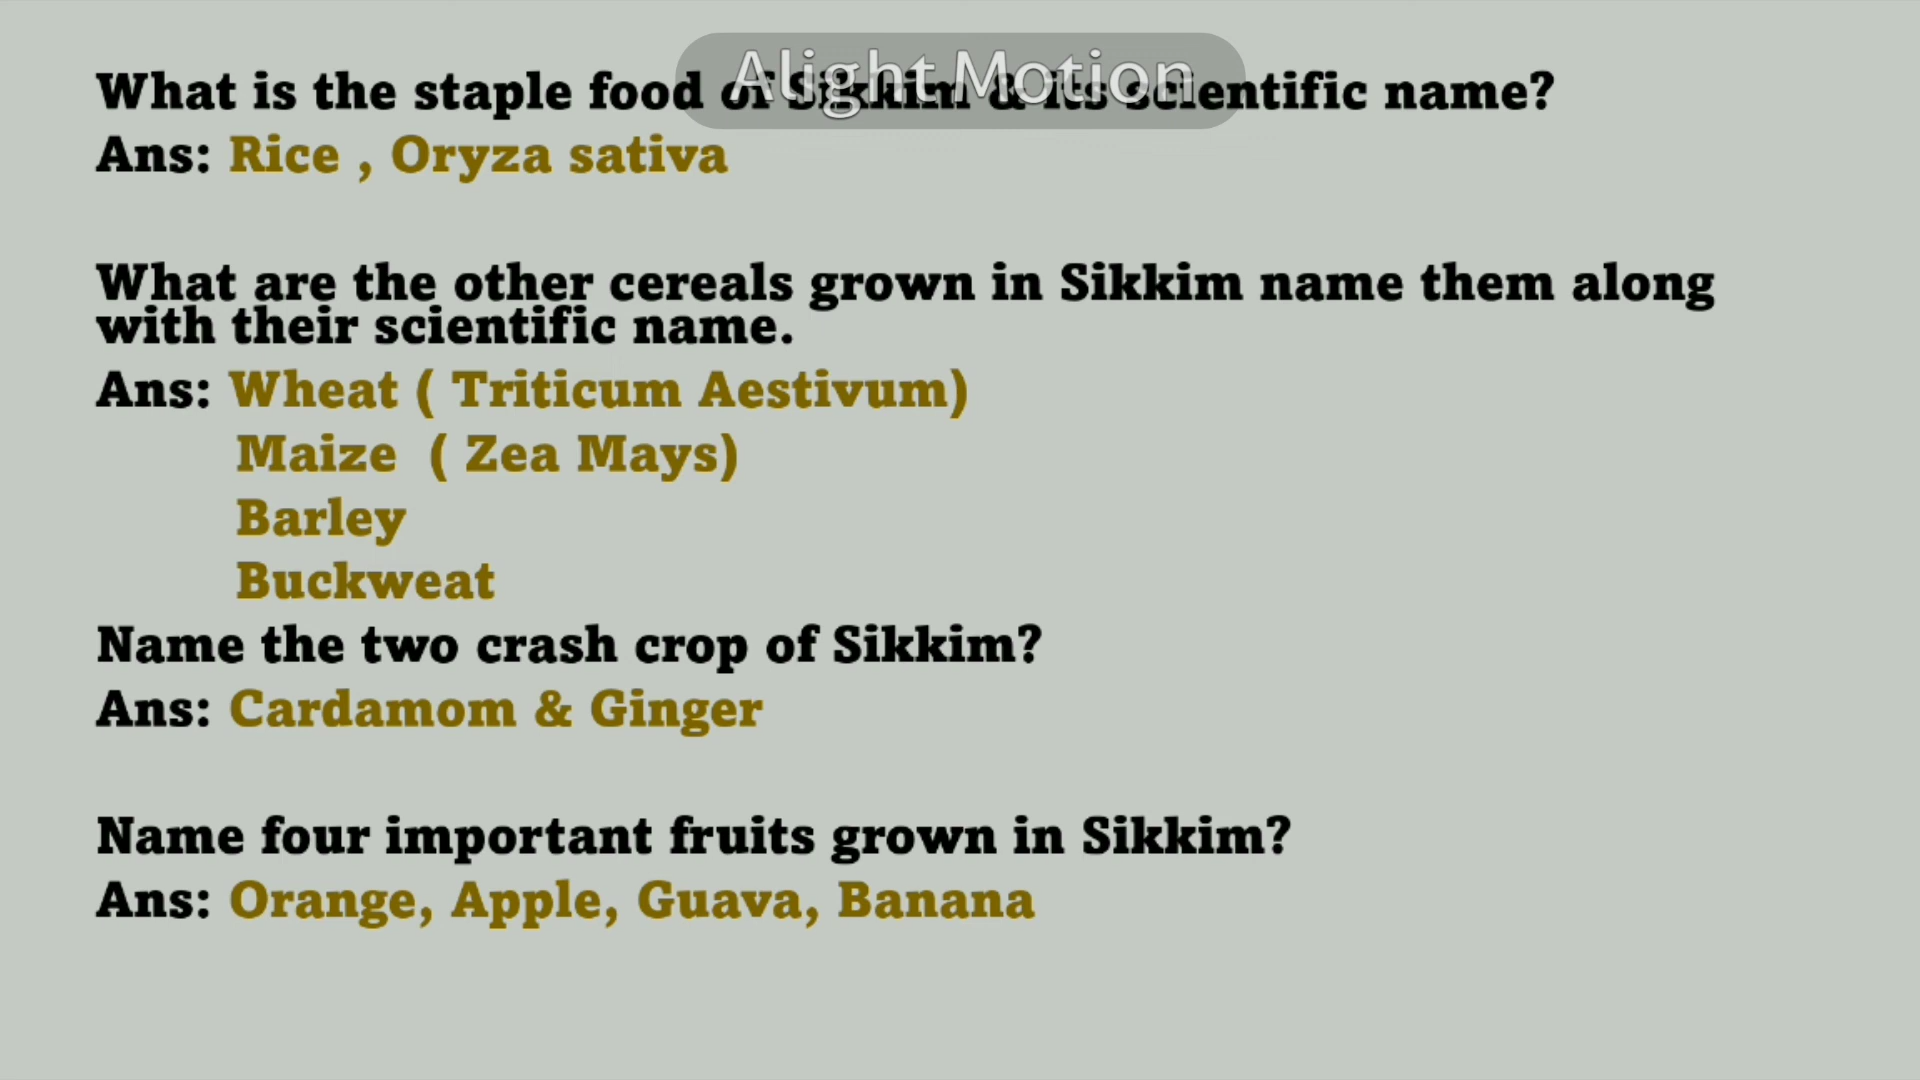 Alight Motion
What is the staple food of Sikkim & its scientific name?
Ans: Rice , Oryza sativa
What are the other cereals grown in Sikkim name them along
with their scientific name.
Ans: Wheat ( Triticum Aestivum)
Maize ( Zea Mays)
Barley
Buckweat
Name the two crash crop of Sikkim?
Ans: Cardamom & Ginger
Name four important fruits grown in Sikkim?
Ans: Orange, Apple, Guava, Banana